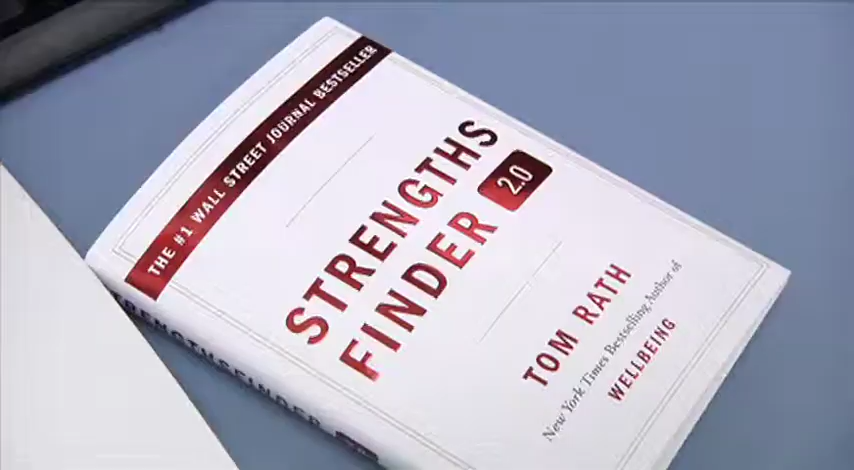 THE #1 WALL STREET JOURNAL BESTSELLER
STRENGTHS
FINDER 2.0
TOM RATH
New York Times Bestselling Author of
WELLBEING
STRENGTHSFINDER